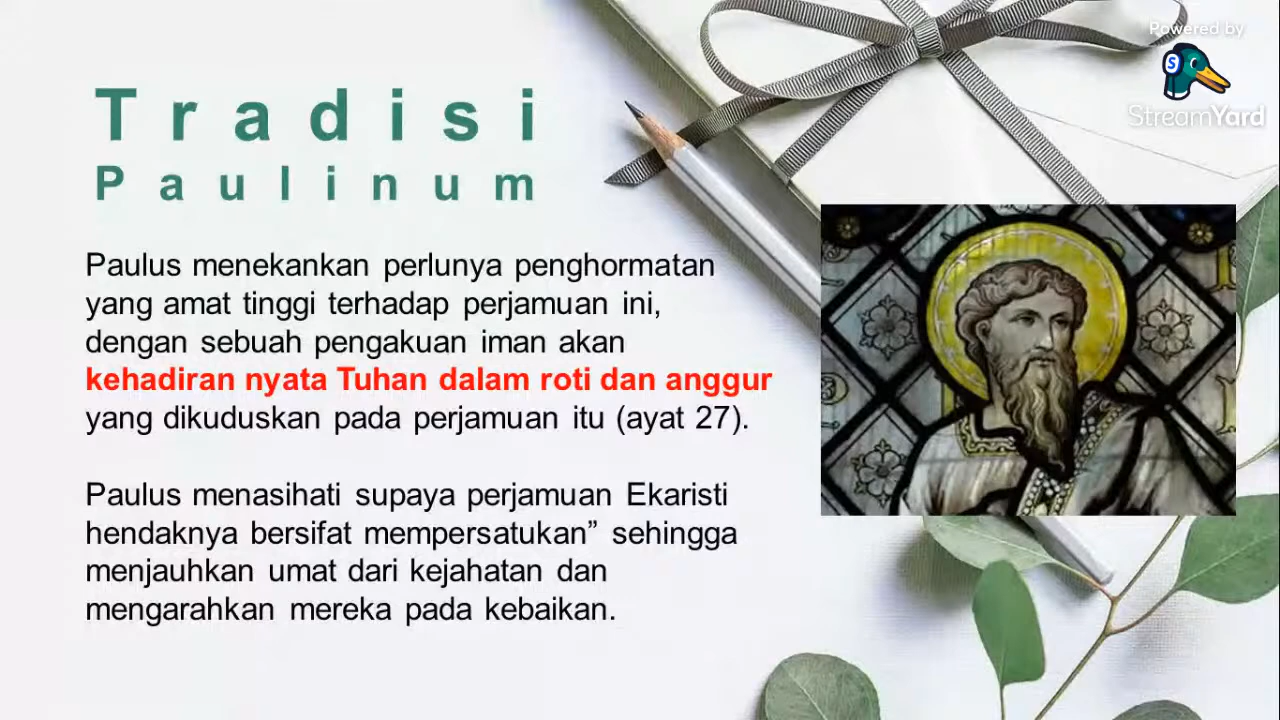 Powered by
StreamYard
Tradisi
Paulinum
Paulus menekankan perlunya penghormatan
yang amat tinggi terhadap perjamuan ini,
dengan sebuah pengakuan iman akan
kehadiran nyata Tuhan dalam roti dan anggur
yang dikuduskan pada perjamuan itu (ayat 27).
Paulus menasihati supaya perjamuan Ekaristi
hendaknya bersifat mempersatukan” sehingga
menjauhkan umat dari kejahatan dan
mengarahkan mereka pada kebaikan.